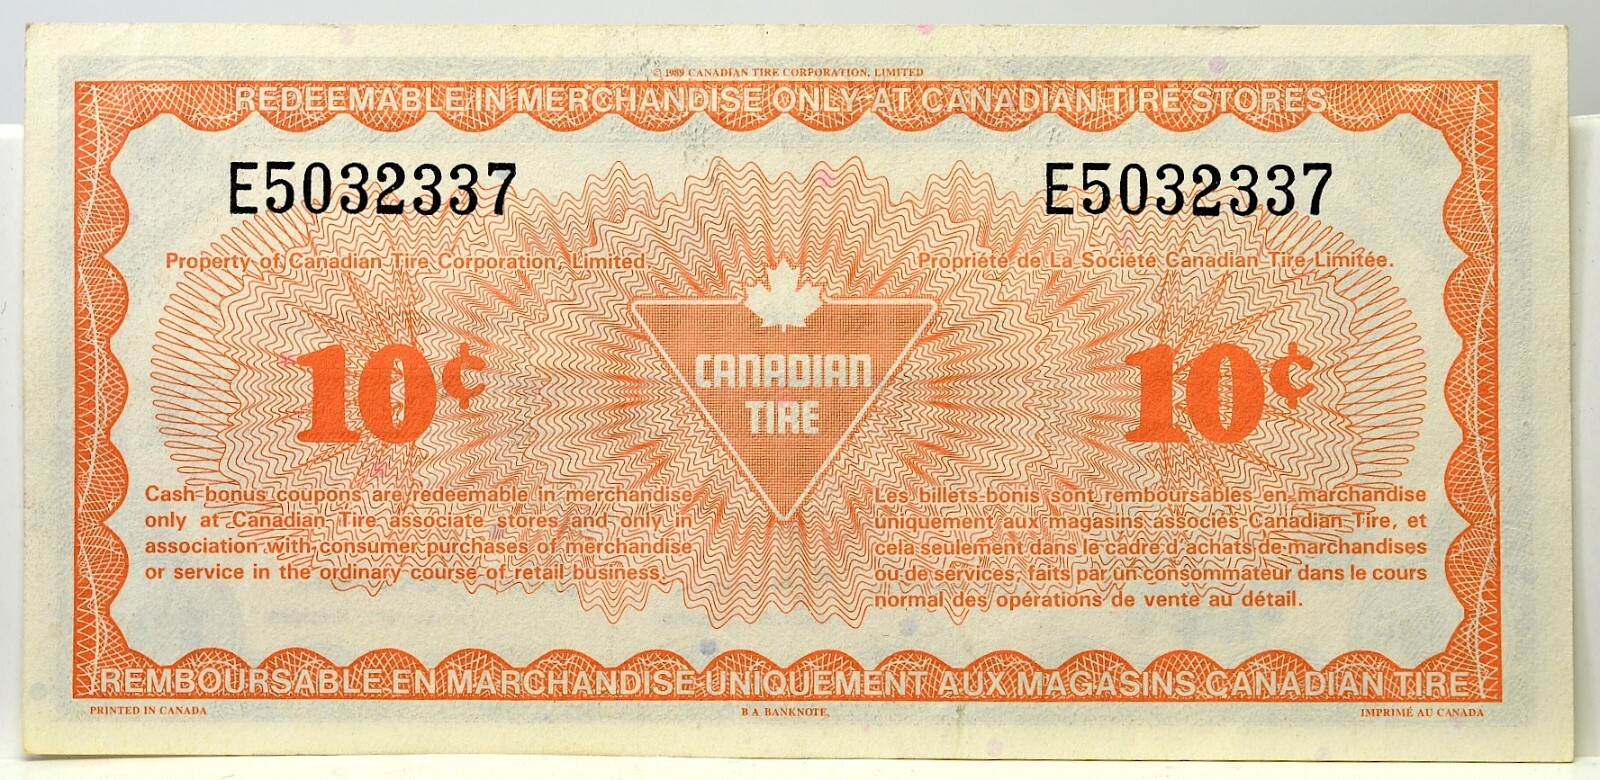 © 1989 CANADIAN TIRE CORPORATION, LIMITED
REDEEMABLE IN MERCHANDISE ONLY AT CANADIAN TIRE STORES
E5032337
E5032337
Property of Canadian Tire Corporation, Limited.
Propriété de La Société Canadian Tire Limitée.
CANADIAN
TIRE
10¢
10¢
Cash bonus coupons are redeemable in merchandise
only at Canadian Tire associate stores and only in
association with consumer purchases of merchandise
or service in the ordinary course of retail business.
Les billets-bonis sont remboursables en marchandise
uniquement aux magasins associés Canadian Tire, et
cela seulement dans le cadre d'achats de marchandises
ou de services, faits par un consommateur dans le cours
normal des opérations de vente au détail.
REMBOURSABLE EN MARCHANDISE UNIQUEMENT AUX MAGASINS CANADIAN TIRE
PRINTED IN CANADA
B A BANKNOTE,
IMPRIMÉ AU CANADA